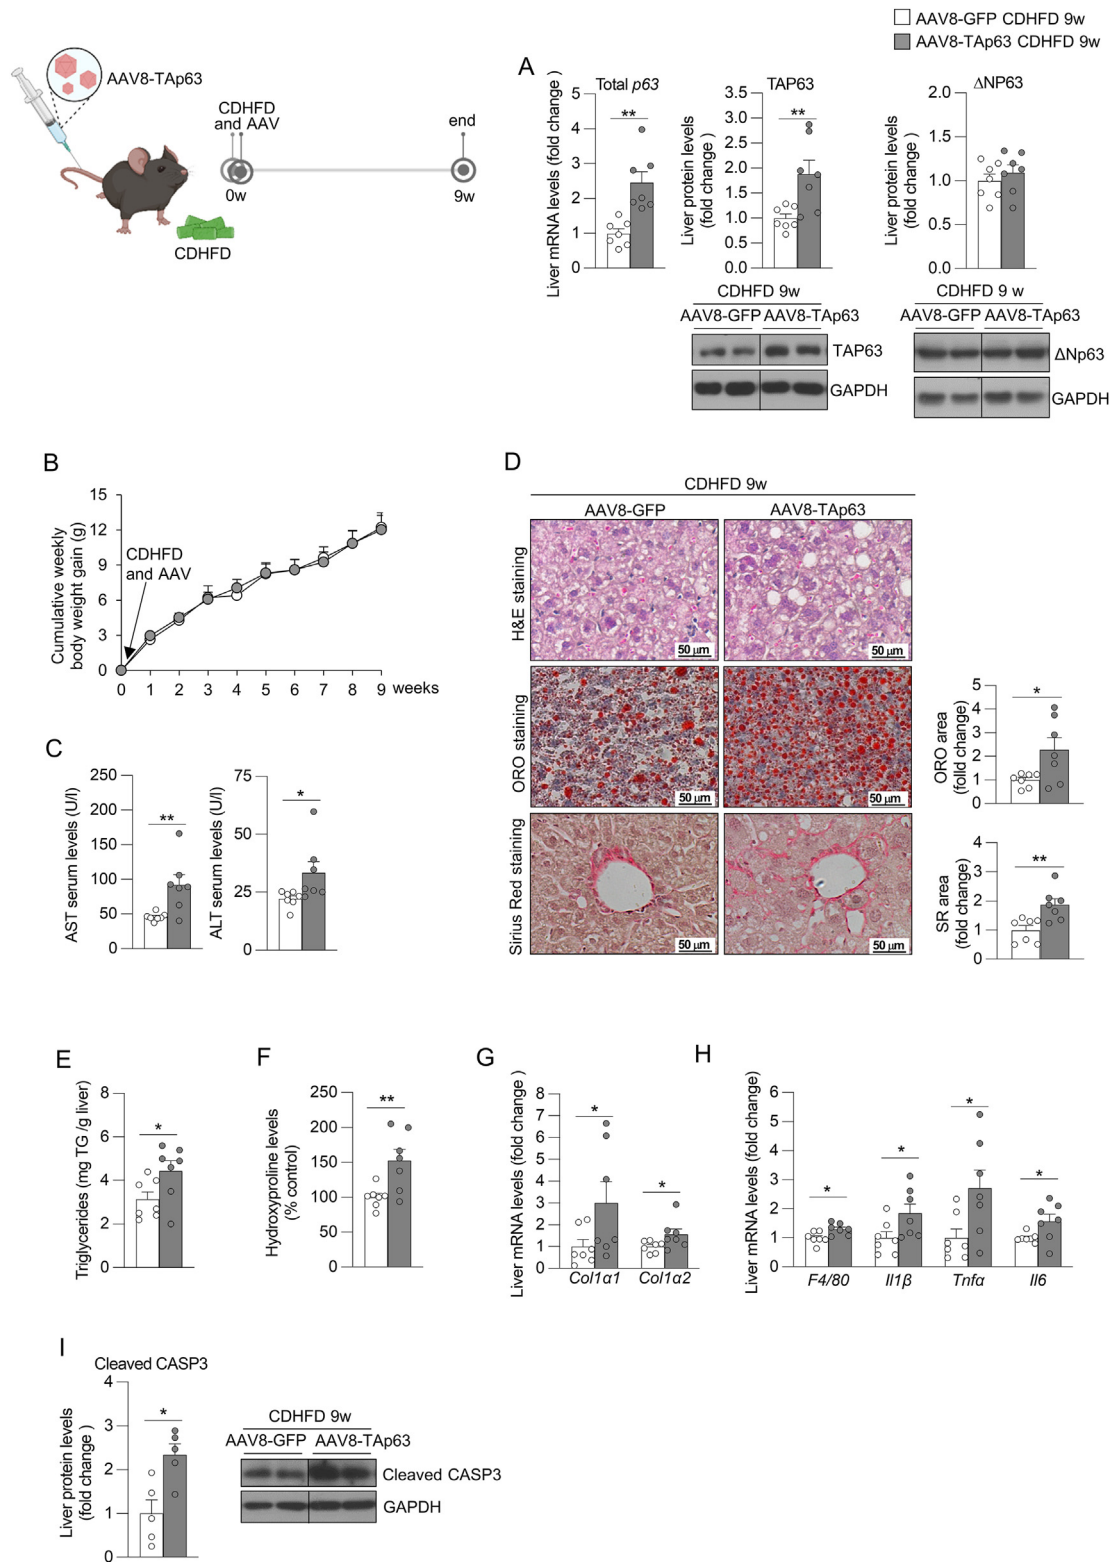 AAV8-GFP CDHFD 9w
AAV8-TAp63 CDHFD 9w
AAV8-TAp63
CDHFD
and AAV
end
0w
9w
CDHFD
A
Total p63
Liver mRNA levels (fold change)
5
4
3
2
1
0
**
TAP63
Liver protein levels
(fold change )
3.5
3.0
2.5
2.0
1.5
1.0
0.5
0.0
**
ΔNP63
Liver protein levels
(fold change )
2.0
1.5
1.0
0.5
0.0
CDHFD 9w
AAV8-GFP AAV8-TAp63
TAP63
GAPDH
CDHFD 9 w
AAV8-GFP AAV8-TAp63
ΔNp63
GAPDH
B
Cumulative weekly
body weight gain (g)
15
12
9
6
3
0
CDHFD
and AAV
0 1 2 3 4 5 6 7 8 9 weeks
C
AST serum levels (U/l)
250
200
150
100
50
0
**
ALT serum levels (U/l)
75
50
25
0
*
D
CDHFD 9w
AAV8-GFP AAV8-TAp63
H&E staining
50 μm
50 μm
ORO staining
50 μm
50 μm
Sirius Red staining
50 μm
50 μm
ORO area
(fold change)
5
4
3
2
1
0
*
SR area
(fold change)
4
3
2
1
0
**
E
Triglycerides (mg TG /g liver)
8
6
4
2
0
*
F
Hydroxyproline levels
(% control)
250
200
150
100
50
0
**
G
Liver mRNA levels (fold change )
8
7
6
5
4
3
2
1
0
*
*
Col1α1 Col1α2
H
Liver mRNA levels (fold change)
6
5
4
3
2
1
0
*
*
*
*
F4/80 Il1β Tnfα Il6
I
Cleaved CASP3
Liver protein levels
(fold change )
4
3
2
1
0
*
CDHFD 9w
AAV8-GFP AAV8-TAp63
Cleaved CASP3
GAPDH